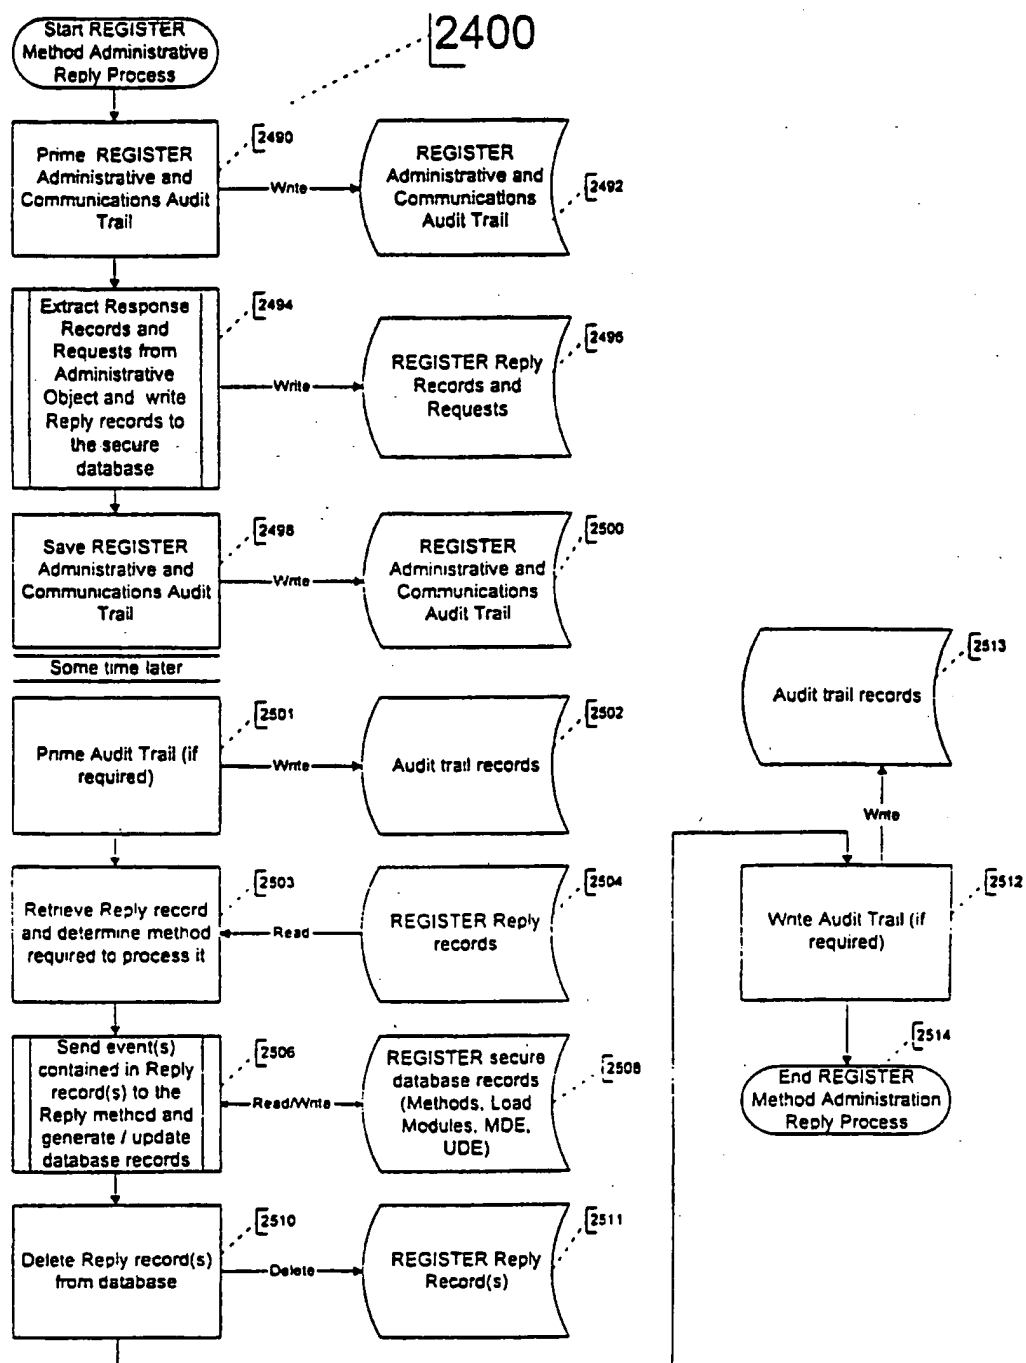 Start REGISTER
Method Administrative
Reply Process
2400
Prime REGISTER
Administrative and
Communications Audit
Trail
2490
Write
REGISTER
Administrative and
Communications
Audit Trail
2492
Extract Response
Records and
Requests from
Administrative
Object and write
Reply records to
the secure
database
2494
Write
REGISTER Reply
Records and
Requests
2496
Save REGISTER
Administrative and
Communications Audit
Trail
2498
Write
REGISTER
Administrative and
Communications
Audit Trail
2500
Some time later
Prime Audit Trail (if
required)
2501
Write
Audit trail records
2502
Retrieve Reply record
and determine method
required to process it
2503
Read
REGISTER Reply
records
2504
Send event(s)
contained in Reply
record(s) to the
Reply method and
generate / update
database records
2506
Read/Write
REGISTER secure
database records
(Methods, Load
Modules, MDE,
UDE)
2508
Delete Reply record(s)
from database
2510
Delete
REGISTER Reply
Record(s)
2511
Audit trail records
2513
Write
Write Audit Trail (if
required)
2512
2514
End REGISTER
Method Administration
Reply Process